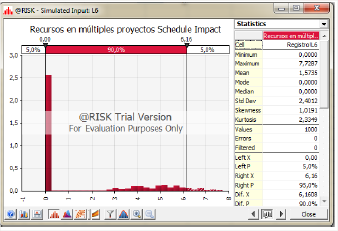 @RISK - Simulated Input: L6
Recursos en múltiples proyectos Schedule Impact
0,00 6,16
5,0% 90,0% 5,0%
3,0
2,5
2,0
1,5
1,0
0,5
0,0
-1 0 1 2 3 4 5 6 7 8
@RISK Trial Version
For Evaluation Purposes Only
Statistics
Recursos en múltipl...
Cell Registro!L6
Minimum 0,0000
Maximum 7,7287
Mean 1,5735
Mode 0,0000
Median 0,0000
Std Dev 2,4012
Skewness 1,0191
Kurtosis 2,3349
Values 1000
Errors 0
Filtered 0
Left X 0,00
Left P 5,0%
Right X 6,16
Right P 95,0%
Dif. X 6,1608
Dif. P 90,0%
Close